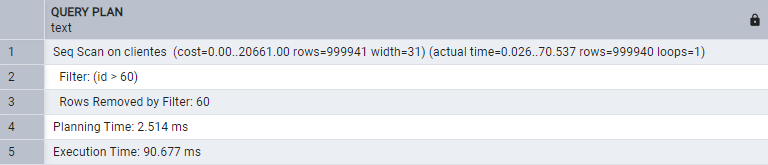 QUERY PLAN
text
1 Seq Scan on clientes (cost=0.00..20661.00 rows=999941 width=31) (actual time=0.026..70.537 rows=999940 loops=1)
2 Filter: (id > 60)
3 Rows Removed by Filter: 60
4 Planning Time: 2.514 ms
5 Execution Time: 90.677 ms